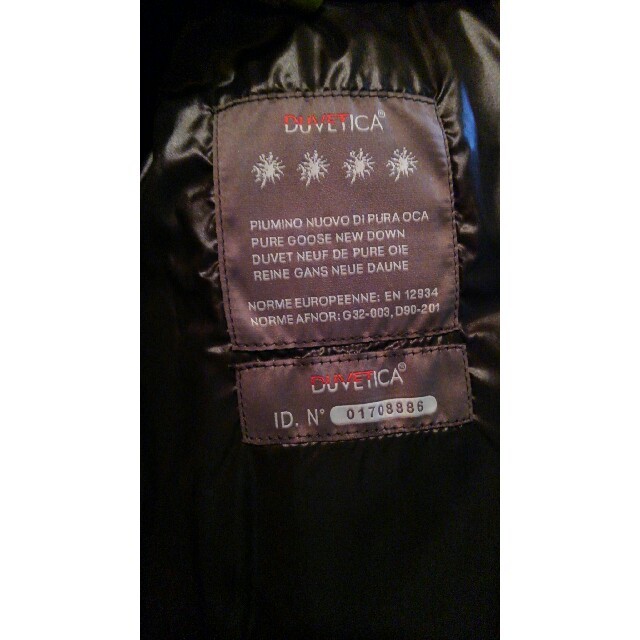 DUVETICA®
PIUMINO NUOVO DI PURA OCA
PURE GOOSE NEW DOWN
DUVET NEUF DE PURE OIE
REINE GANS NEUE DAUNE
NORME EUROPEENNE: EN 12934
NORME AFNOR: G32-003, D90-201
DUVETICA®
ID. N° 01708886